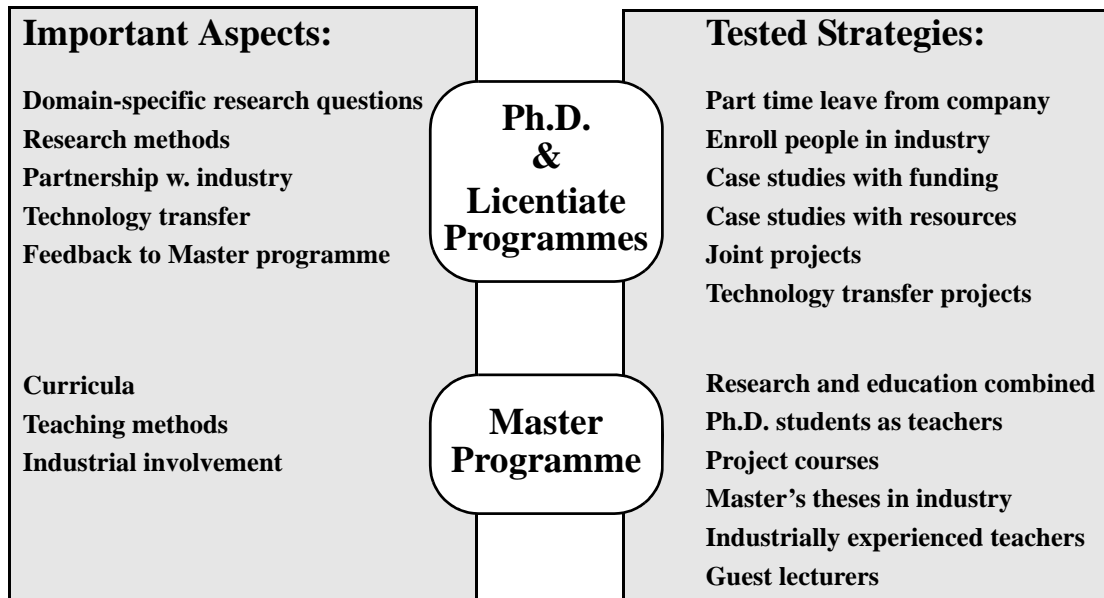 Important Aspects:
Domain-specific research questions
Research methods
Partnership w. industry
Technology transfer
Feedback to Master programme
Curricula
Teaching methods
Industrial involvement
Ph.D.
&
Licentiate
Programmes
Master
Programme
Tested Strategies:
Part time leave from company
Enroll people in industry
Case studies with funding
Case studies with resources
Joint projects
Technology transfer projects
Research and education combined
Ph.D. students as teachers
Project courses
Master’s theses in industry
Industrially experienced teachers
Guest lecturers